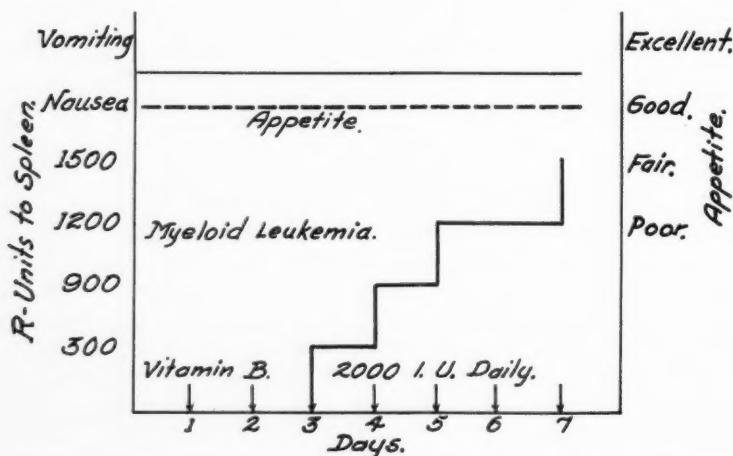 Vomiting
Excellent.
Nausea
Good.
Appetite.
1500
Fair.
1200
Myeloid Leukemia.
Poor.
900
300
Vitamin B. 2000 I. U. Daily.
1 2 3 4 5 6 7
Days.
R-Units to Spleen.
Appetite.